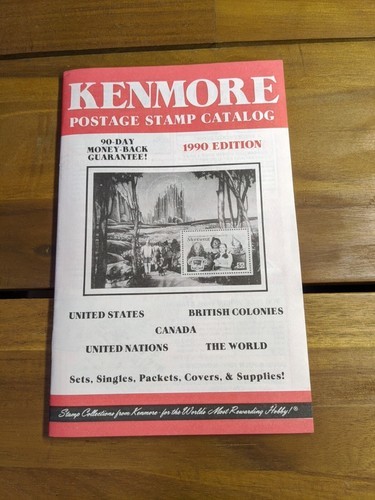 KENMORE
POSTAGE STAMP CATALOG
90-DAY
MONEY-BACK
GUARANTEE!
1990 EDITION
UNITED STATES
BRITISH COLONIES
CANADA
UNITED NATIONS
THE WORLD
Sets, Singles, Packets, Covers, & Supplies!
Stamp Collections from Kenmore - for the Worlds Most Rewarding Hobby! ®